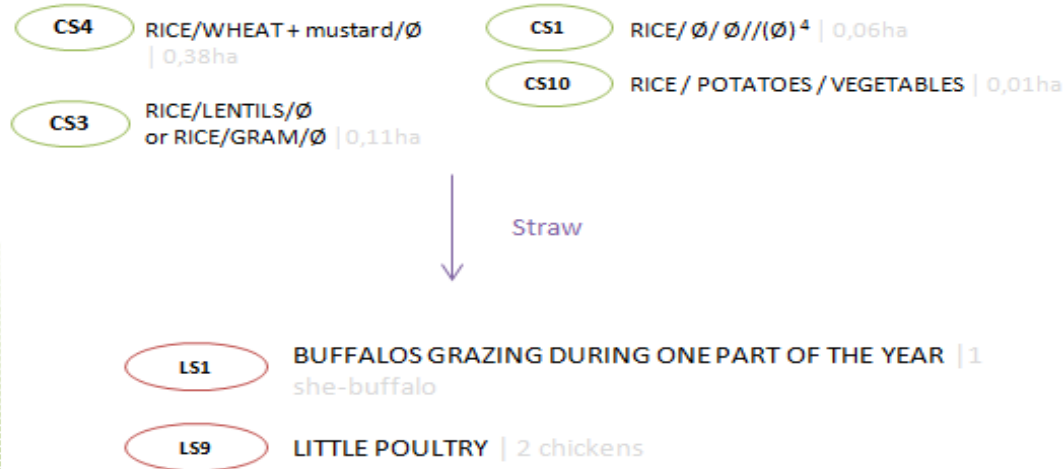 CS4 RICE/WHEAT + mustard/Ø
| 0,38ha
CS3 RICE/LENTILS/Ø
or RICE/GRAM/Ø | 0,11ha
CS1 RICE/ Ø/ Ø//(Ø) ⁴ | 0,06ha
CS10 RICE / POTATOES / VEGETABLES | 0,01ha
Straw
LS1 BUFFALOS GRAZING DURING ONE PART OF THE YEAR | 1
she-buffalo
LS9 LITTLE POULTRY | 2 chickens